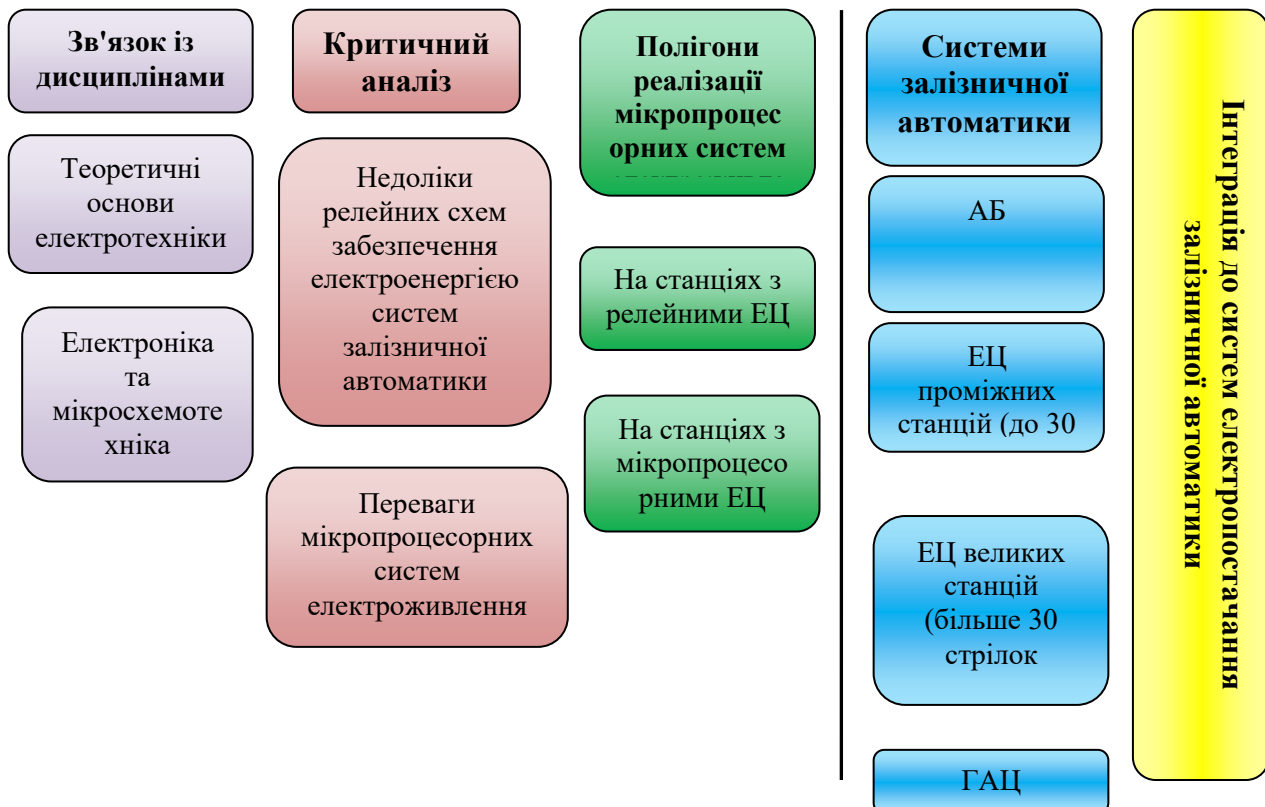 Зв'язок із
дисциплінами
Теоретичні
основи
електротехніки
Електроніка
та
мікросхемоте
хніка
Критичний
аналіз
Недоліки
релейних схем
забезпечення
електроенергією
систем
залізничної
автоматики
Переваги
мікропроцесорних
систем
електроживлення
Полігони
реалізації
мікропроцес
орних систем
На станціях з
релейними ЕЦ
На станціях з
мікропроцесо
рними ЕЦ
Системи
залізничної
автоматики
АБ
ЕЦ
проміжних
станцій (до 30
ЕЦ великих
станцій
(більше 30
стрілок
ГАЦ
Інтеграція до систем електропостачання
залізничної автоматики